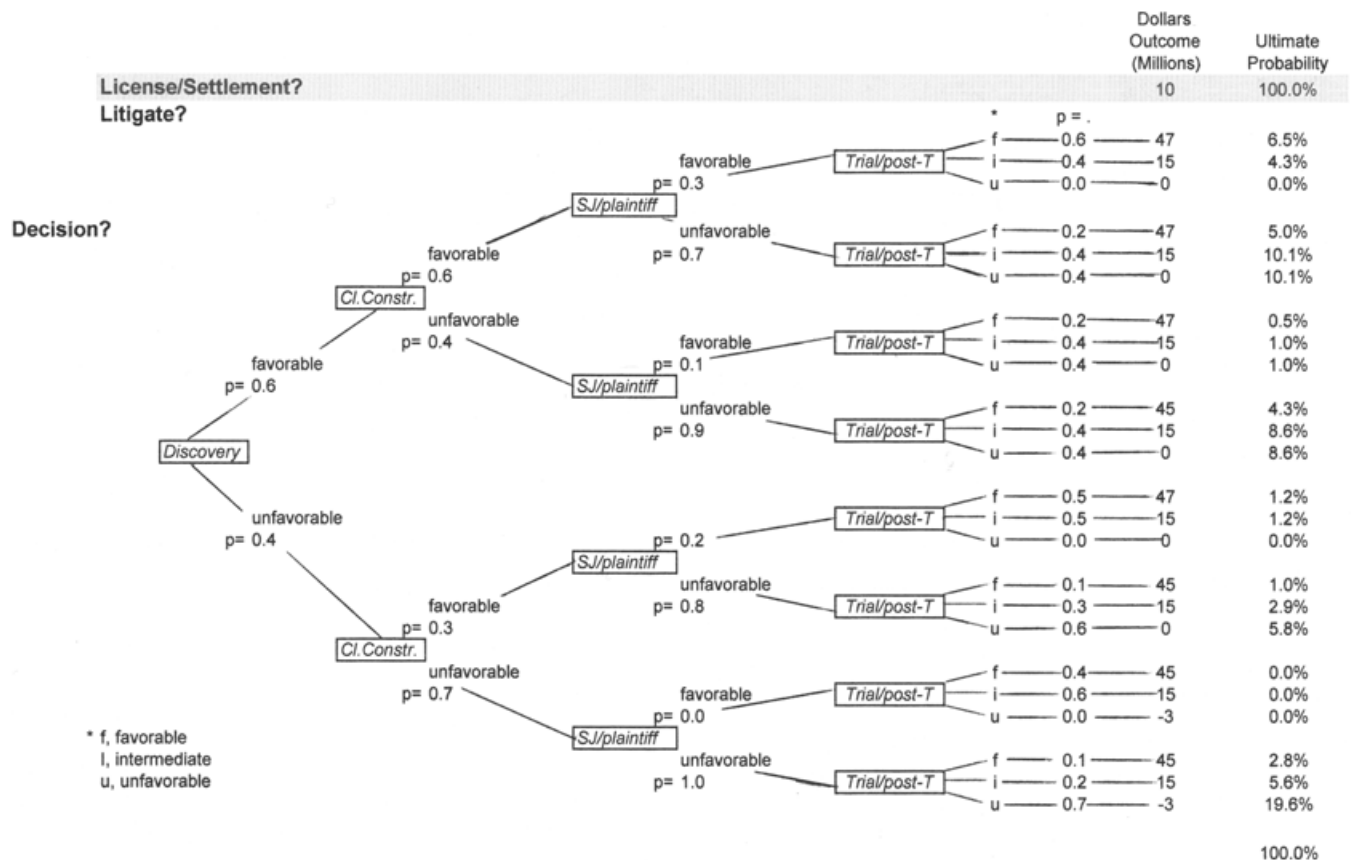 Dollars
Outcome Ultimate
(Millions) Probability
License/Settlement? 10 100.0%
Litigate? * p = .
f 0.6 47 6.5%
favorable Trial/post-T i 0.4 15 4.3%
p= 0.3 u 0.0 0 0.0%
SJ/plaintiff
Decision? unfavorable f 0.2 47 5.0%
favorable p= 0.7 Trial/post-T i 0.4 15 10.1%
p= 0.6 u 0.4 0 10.1%
Cl.Constr.
unfavorable f 0.2 47 0.5%
p= 0.4 favorable Trial/post-T i 0.4 15 1.0%
favorable p= 0.1 u 0.4 0 1.0%
p= 0.6 SJ/plaintiff
unfavorable f 0.2 45 4.3%
p= 0.9 Trial/post-T i 0.4 15 8.6%
Discovery u 0.4 0 8.6%
f 0.5 47 1.2%
unfavorable Trial/post-T i 0.5 15 1.2%
p= 0.4 p= 0.2 u 0.0 0 0.0%
SJ/plaintiff
unfavorable f 0.1 45 1.0%
favorable p= 0.8 Trial/post-T i 0.3 15 2.9%
p= 0.3 u 0.6 0 5.8%
Cl.Constr.
unfavorable f 0.4 45 0.0%
p= 0.7 favorable Trial/post-T i 0.6 15 0.0%
p= 0.0 u 0.0 -3 0.0%
* f, favorable SJ/plaintiff
I, intermediate unfavorable f 0.1 45 2.8%
u, unfavorable p= 1.0 Trial/post-T i 0.2 15 5.6%
u 0.7 -3 19.6%
100.0%